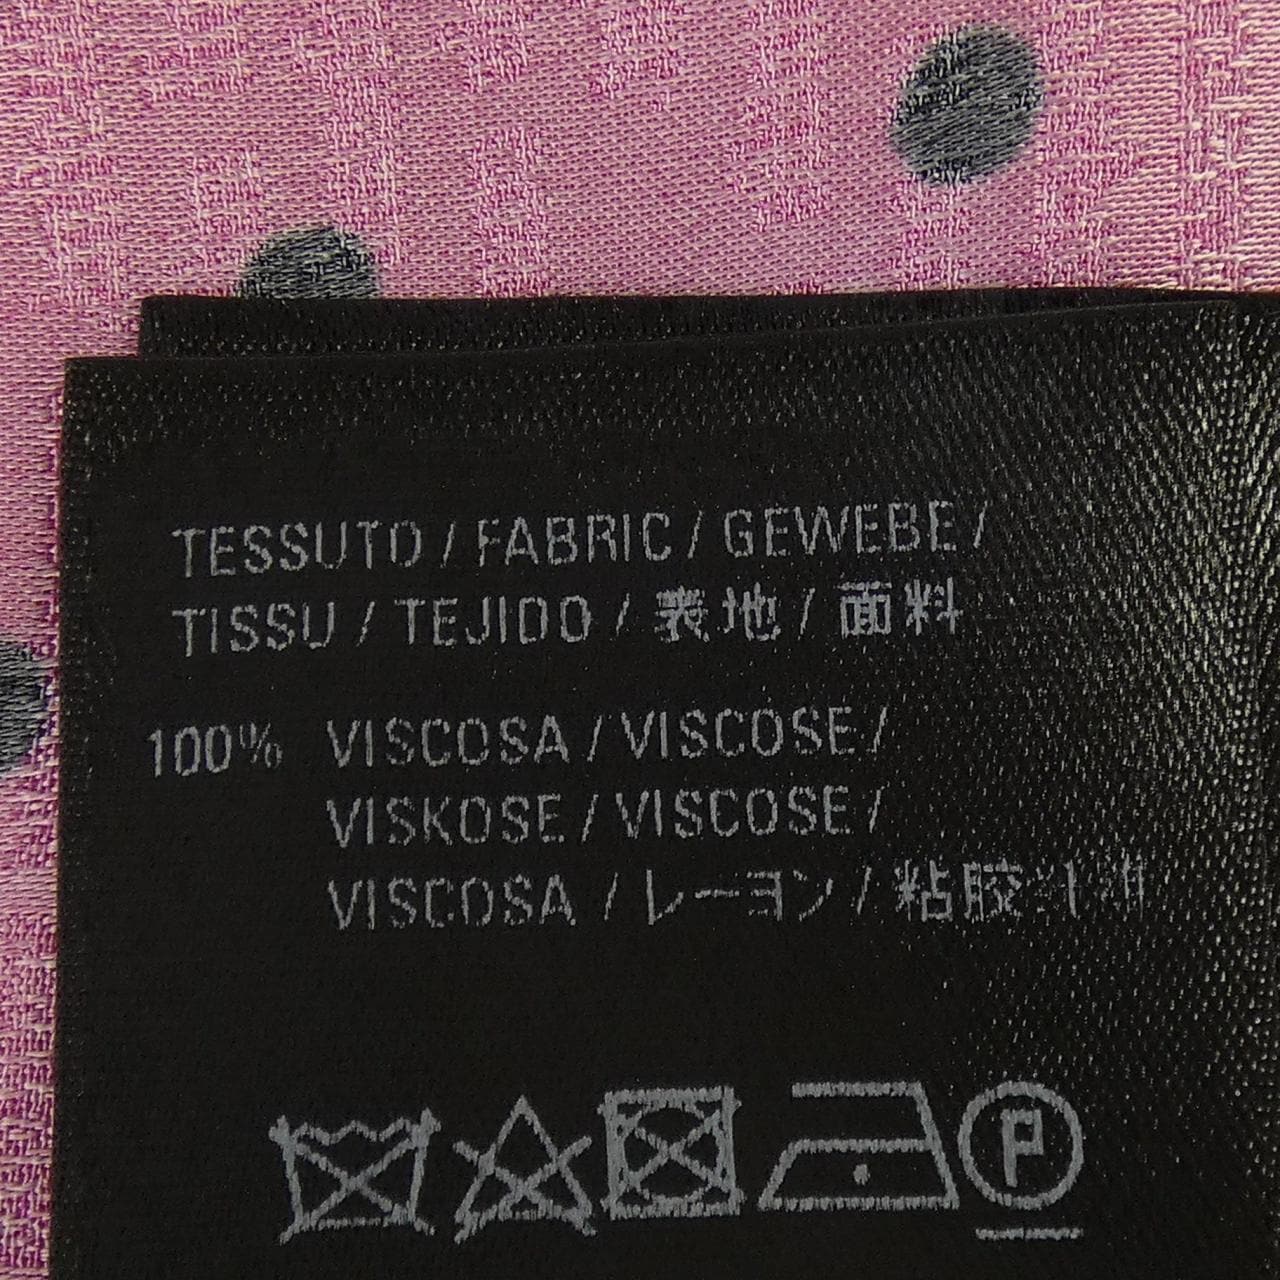 TESSUTO / FABRIC / GEWEBE /
TISSU / TEJIDO / 表地 / 面料
100% VISCOSA / VISCOSE /
VISKOSE / VISCOSE /
VISCOSA / レーヨン / 粘胶纤维
P